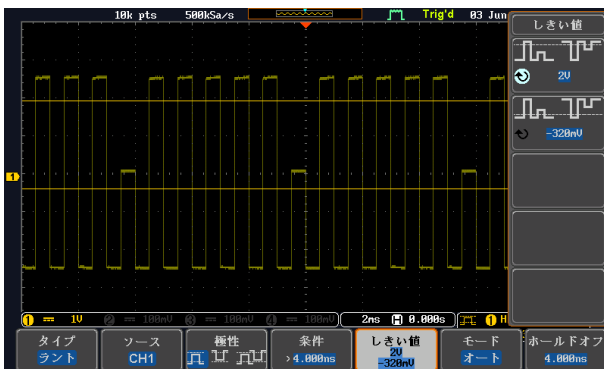 10k pts 500kSa/s Trig'd 03 Jun
しきい値
2V
-320mV
1
1 1V 2 100mV 3 100mV 4 100mV 2ms H 0.000s 1 H
タイプ
ラント
ソース
CH1
極性
条件
>4.000ns
しきい値
2V
-320mV
モード
オート
ホールドオフ
4.000ns